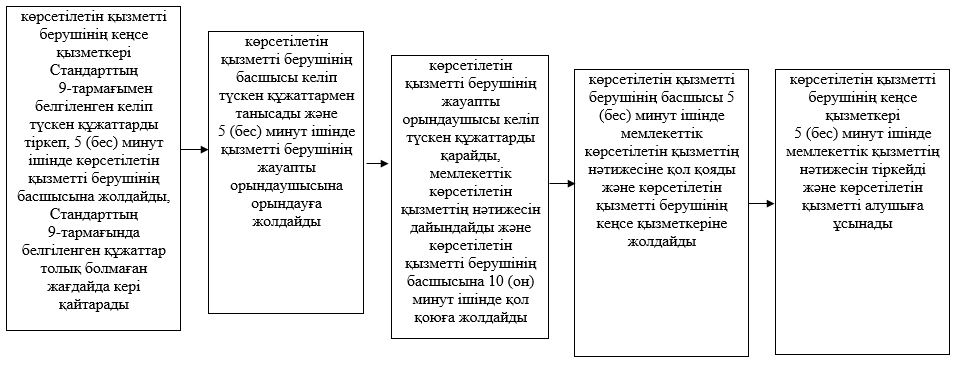 көрсетілетін қызметті
берушінің кеңсе
қызметкері
Стандарттың
9-тармағымен
белгіленген келіп
түскен құжаттарды
тіркеп, 5 (бес) минут
ішінде көрсетілетін
қызметті берушінің
басшысына жолдайды,
Стандарттың
9-тармағында
белгіленген құжаттар
толық болмаған
жағдайда кері
қайтарады
көрсетілетін
қызметті берушінің
басшысы келіп
түскен құжаттармен
танысады және
5 (бес) минут ішінде
қызметті берушінің
жауапты
орындаушысына
орындауға
жолдайды
көрсетілетін
қызметті берушінің
жауапты
орындаушысы келіп
түскен құжаттарды
қарайды,
мемлекеттік
көрсетілетін
қызметтің нәтижесін
дайындайды және
көрсетілетін
қызметті берушінің
басшысына 10 (он)
минут ішінде қол
қоюға жолдайды
көрсетілетін қызметті
берушінің басшысы 5
(бес) минут ішінде
мемлекеттік
көрсетілетін қызметтің
нәтижесіне қол қояды
және көрсетілетін
қызметті берушінің
кеңсе қызметкеріне
жолдайды
көрсетілетін қызметті
берушінің кеңсе
қызметкері
5 (бес) минут ішінде
мемлекеттік қызметтің
нәтижесін тіркейді
және көрсетілетін
қызметті алушыға
ұсынады